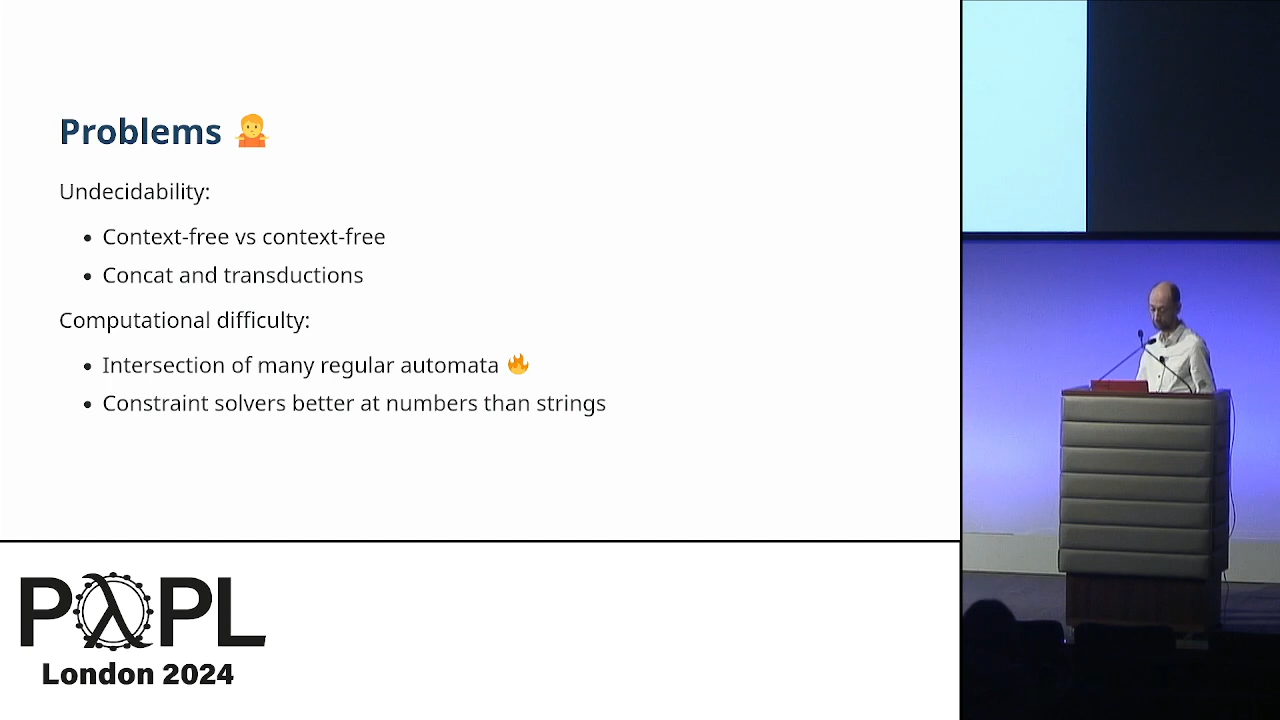 Problems 🤷
Undecidability:
• Context-free vs context-free
• Concat and transductions
Computational difficulty:
• Intersection of many regular automata 🔥
• Constraint solvers better at numbers than strings
PλPL
London 2024